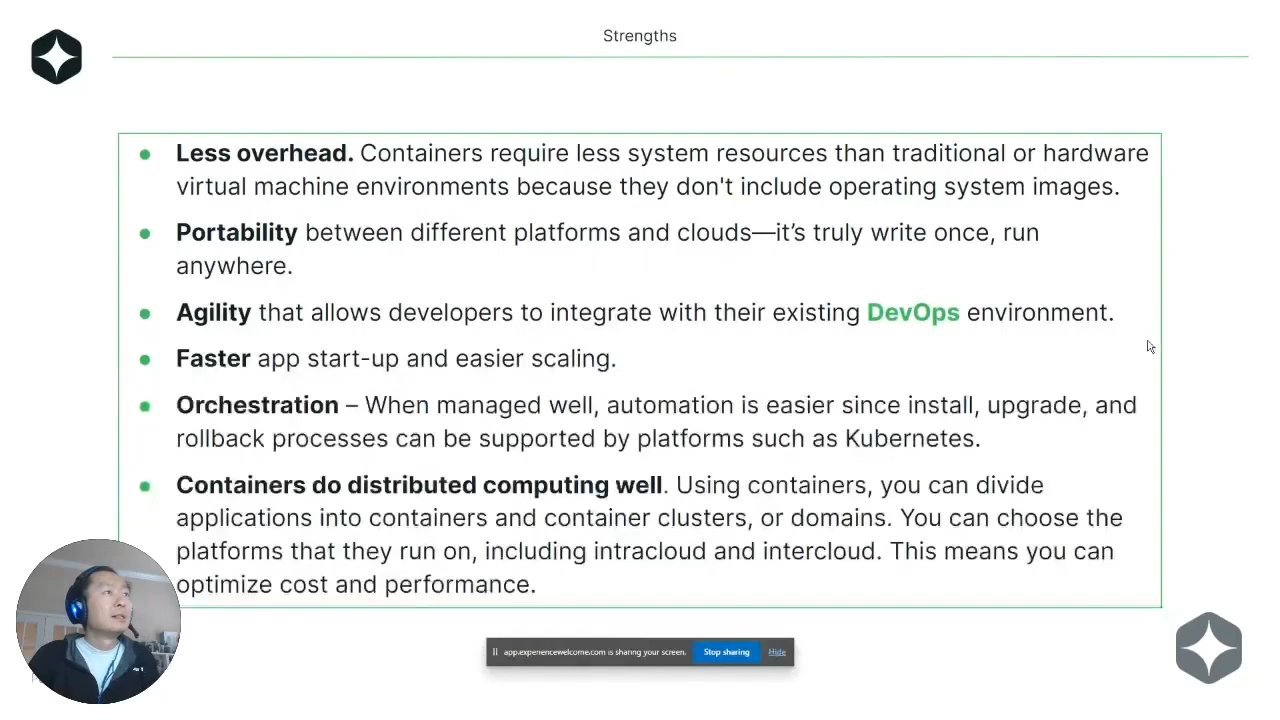 Strengths
Less overhead. Containers require less system resources than traditional or hardware
virtual machine environments because they don't include operating system images.
Portability between different platforms and clouds—it’s truly write once, run
anywhere.
Agility that allows developers to integrate with their existing DevOps environment.
Faster app start-up and easier scaling.
Orchestration – When managed well, automation is easier since install, upgrade, and
rollback processes can be supported by platforms such as Kubernetes.
Containers do distributed computing well. Using containers, you can divide
applications into containers and container clusters, or domains. You can choose the
platforms that they run on, including intracloud and intercloud. This means you can
optimize cost and performance.
app.experiencewelcome.com is sharing your screen. Stop sharing Hide